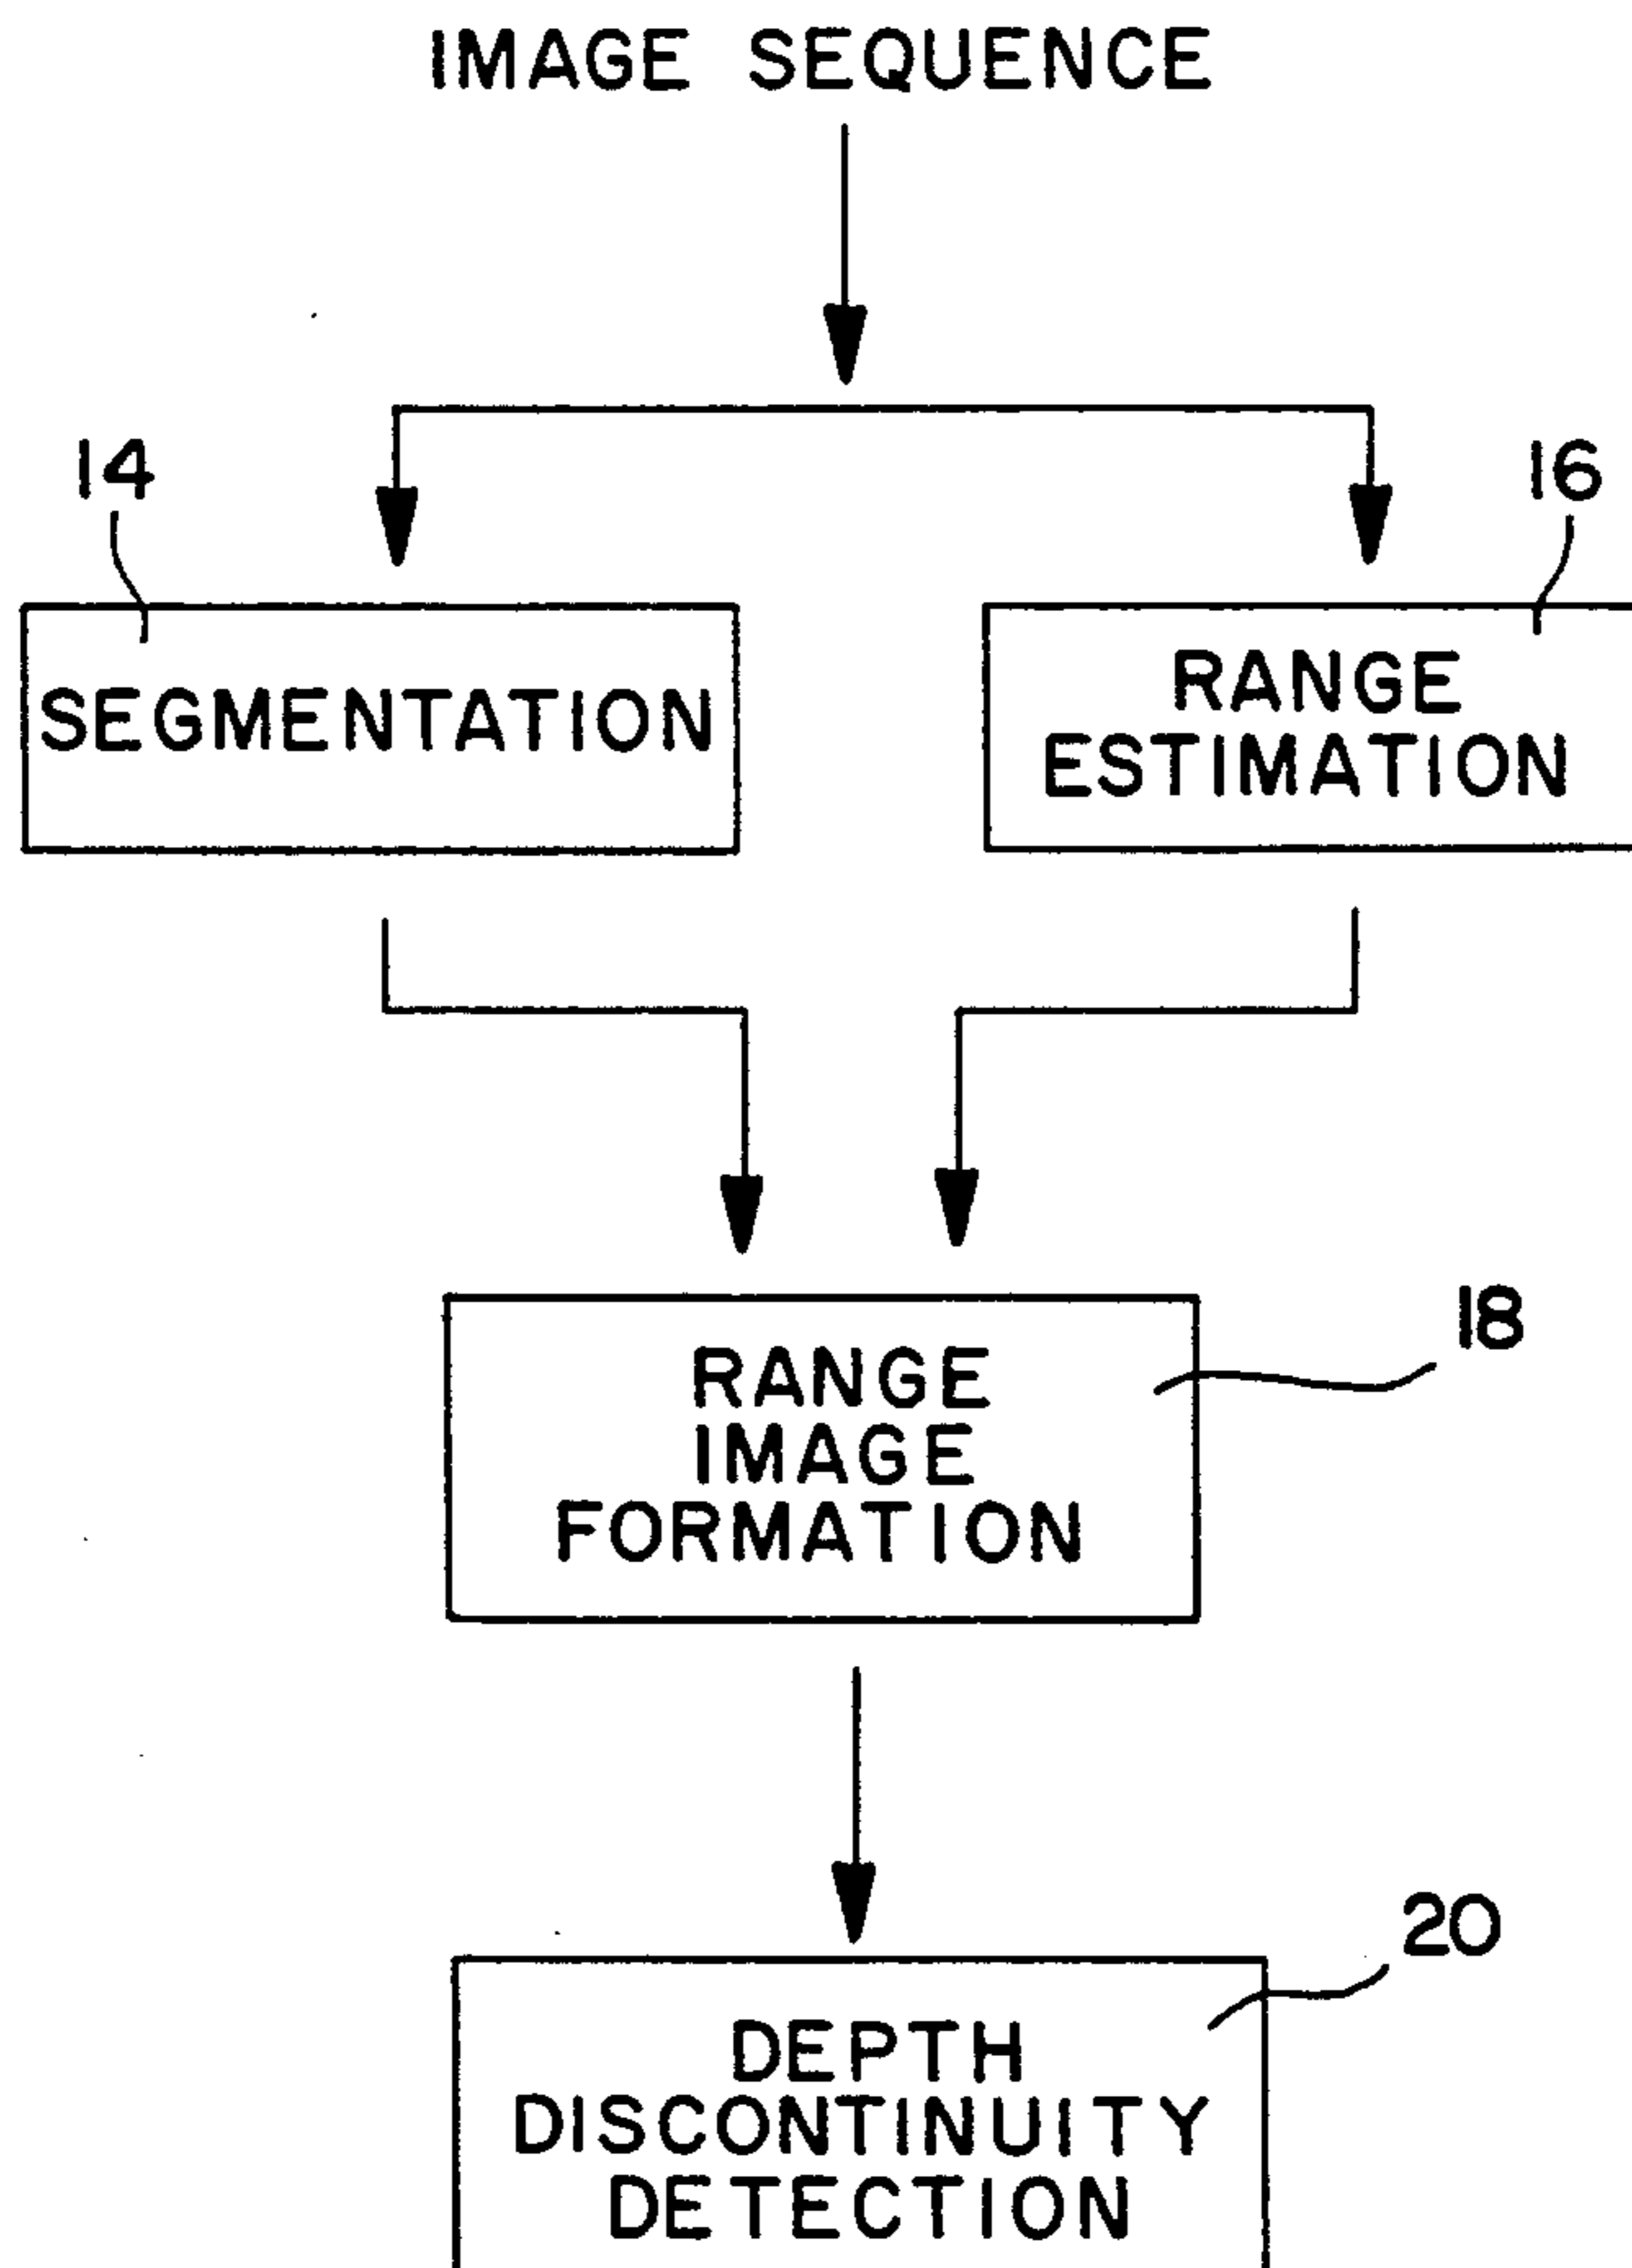 IMAGE SEQUENCE
14
16
SEGMENTATION
RANGE
ESTIMATION
18
RANGE
IMAGE
FORMATION
20
DEPTH
DISCONTINUITY
DETECTION